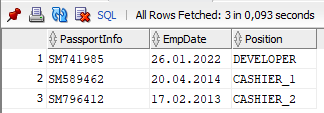 SQL | All Rows Fetched: 3 in 0,093 seconds
PassportInfo EmpDate Position
1 SM741985 26.01.2022 DEVELOPER
2 SM589462 20.04.2014 CASHIER_1
3 SM796412 17.02.2013 CASHIER_2